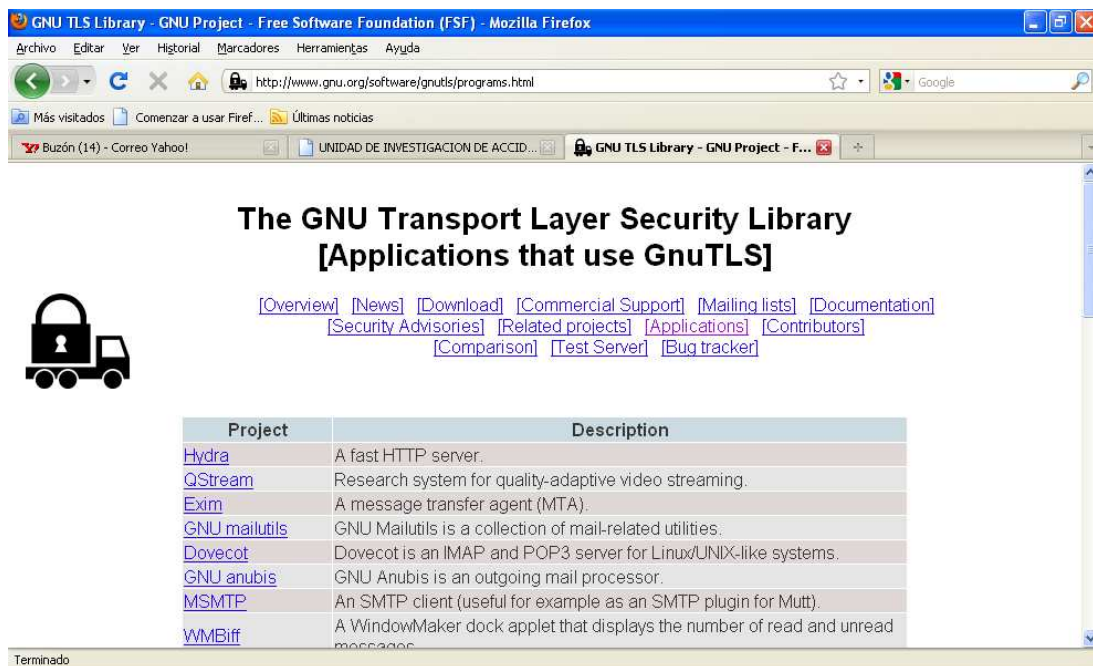 GNU TLS Library - GNU Project - Free Software Foundation (FSF) - Mozilla Firefox
Archivo Editar Ver Historial Marcadores Herramientas Ayuda
http://www.gnu.org/software/gnutls/programs.html Google
Más visitados Comenzar a usar Firef... Últimas noticias
Buzón (14) - Correo Yahoo! UNIDAD DE INVESTIGACION DE ACCID... GNU TLS Library - GNU Project - F...
The GNU Transport Layer Security Library
[Applications that use GnuTLS]
[Overview] [News] [Download] [Commercial Support] [Mailing lists] [Documentation]
[Security Advisories] [Related projects] [Applications] [Contributors]
[Comparison] [Test Server] [Bug tracker]
Project Description
Hydra A fast HTTP server.
QStream Research system for quality-adaptive video streaming.
Exim A message transfer agent (MTA).
GNU mailutils GNU Mailutils is a collection of mail-related utilities.
Dovecot Dovecot is an IMAP and POP3 server for Linux/UNIX-like systems.
GNU anubis GNU Anubis is an outgoing mail processor.
MSMTP An SMTP client (useful for example as an SMTP plugin for Mutt).
WMBiff A WindowMaker dock applet that displays the number of read and unread
messages.
Terminado